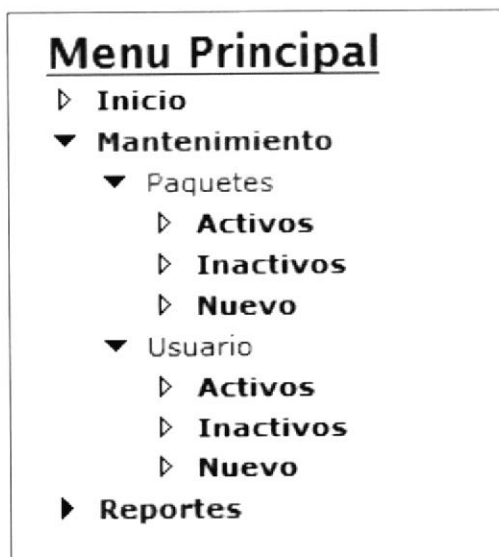 Menu Principal
Inicio
Mantenimiento
Paquetes
Activos
Inactivos
Nuevo
Usuario
Activos
Inactivos
Nuevo
Reportes